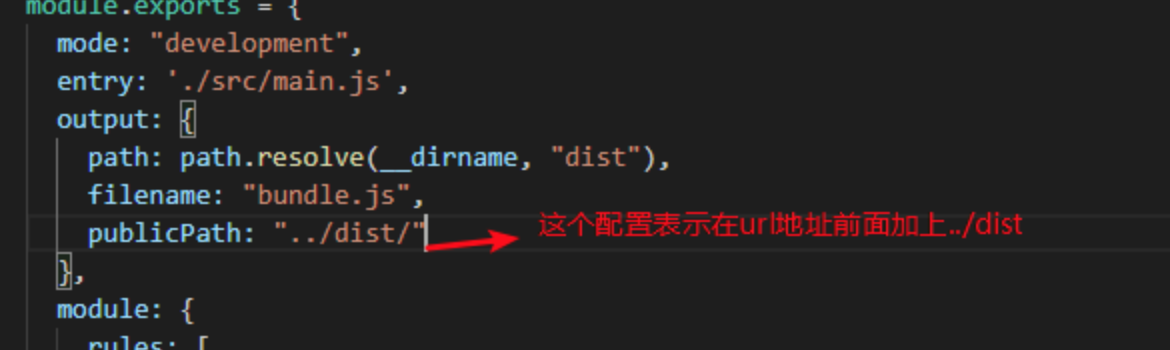 module.exports = {
mode: "development",
entry: './src/main.js',
output: {
path: path.resolve(__dirname, "dist"),
filename: "bundle.js",
publicPath: "../dist/" 这个配置表示在url地址前面加上../dist
},
module: {
rules: [